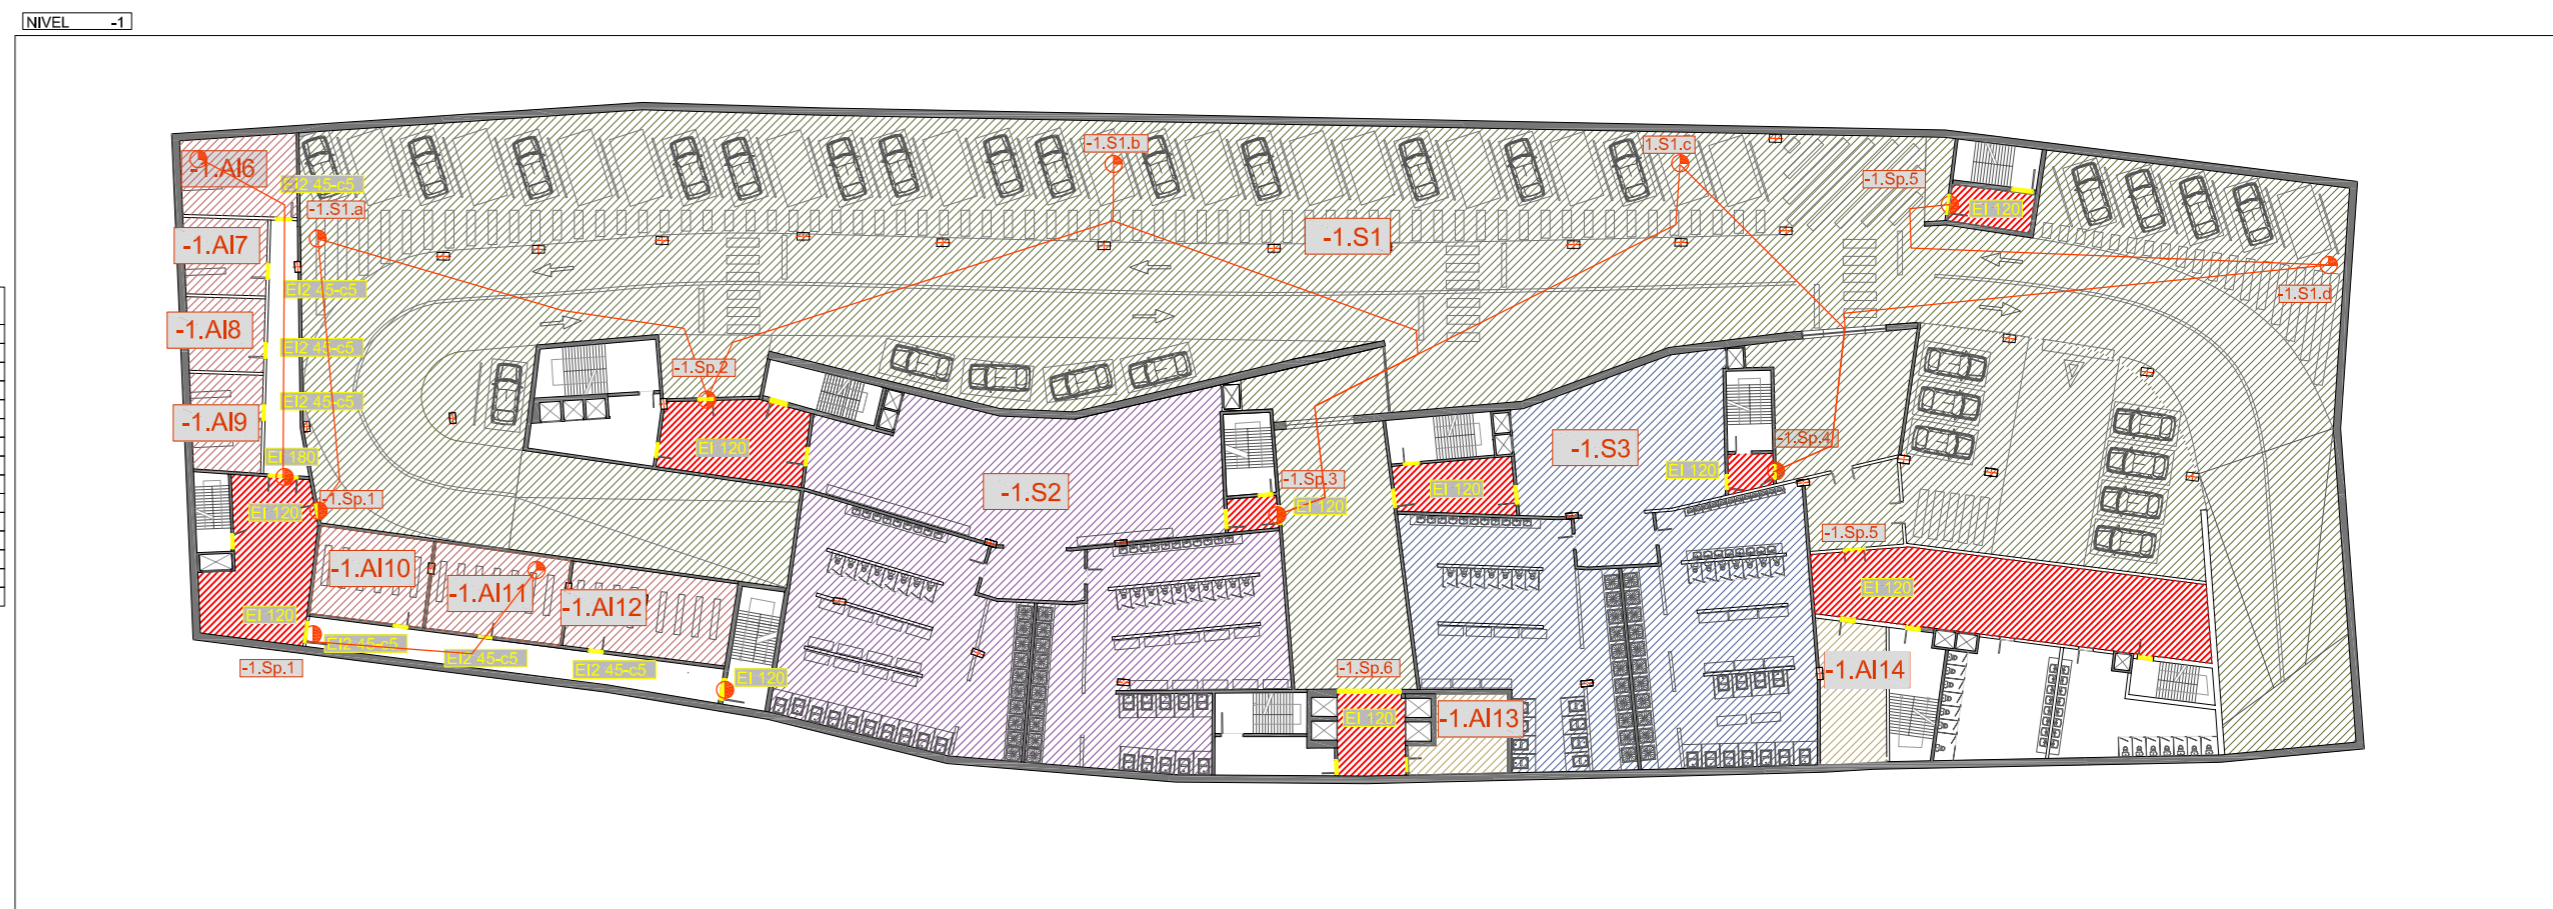 NIVEL -1
-1.S1.b
1.S1.c
-1.AI6
EI2 45-c5
-1.Sp.5
-1.S1.a
EI 120
-1.AI7
-1.S1
EI2 45-c5
-1.S1.d
-1.AI8
EI2 45-c5
-1.Sp.2
EI2 45-c5
-1.AI9
EI 120
-1.S3
-1.Sp.4
EI 180
EI 120
-1.Sp.3
-1.S2
EI 120
-1.Sp.1
EI 120
EI 120
-1.Sp.5
-1.AI10
-1.AI11
EI 120
-1.AI12
EI 120
EI2 45-c5
EI2 45-c5
EI2 45-c5
-1.Sp.1
-1.Sp.6
-1.AI14
EI 120
EI 120
-1.AI13